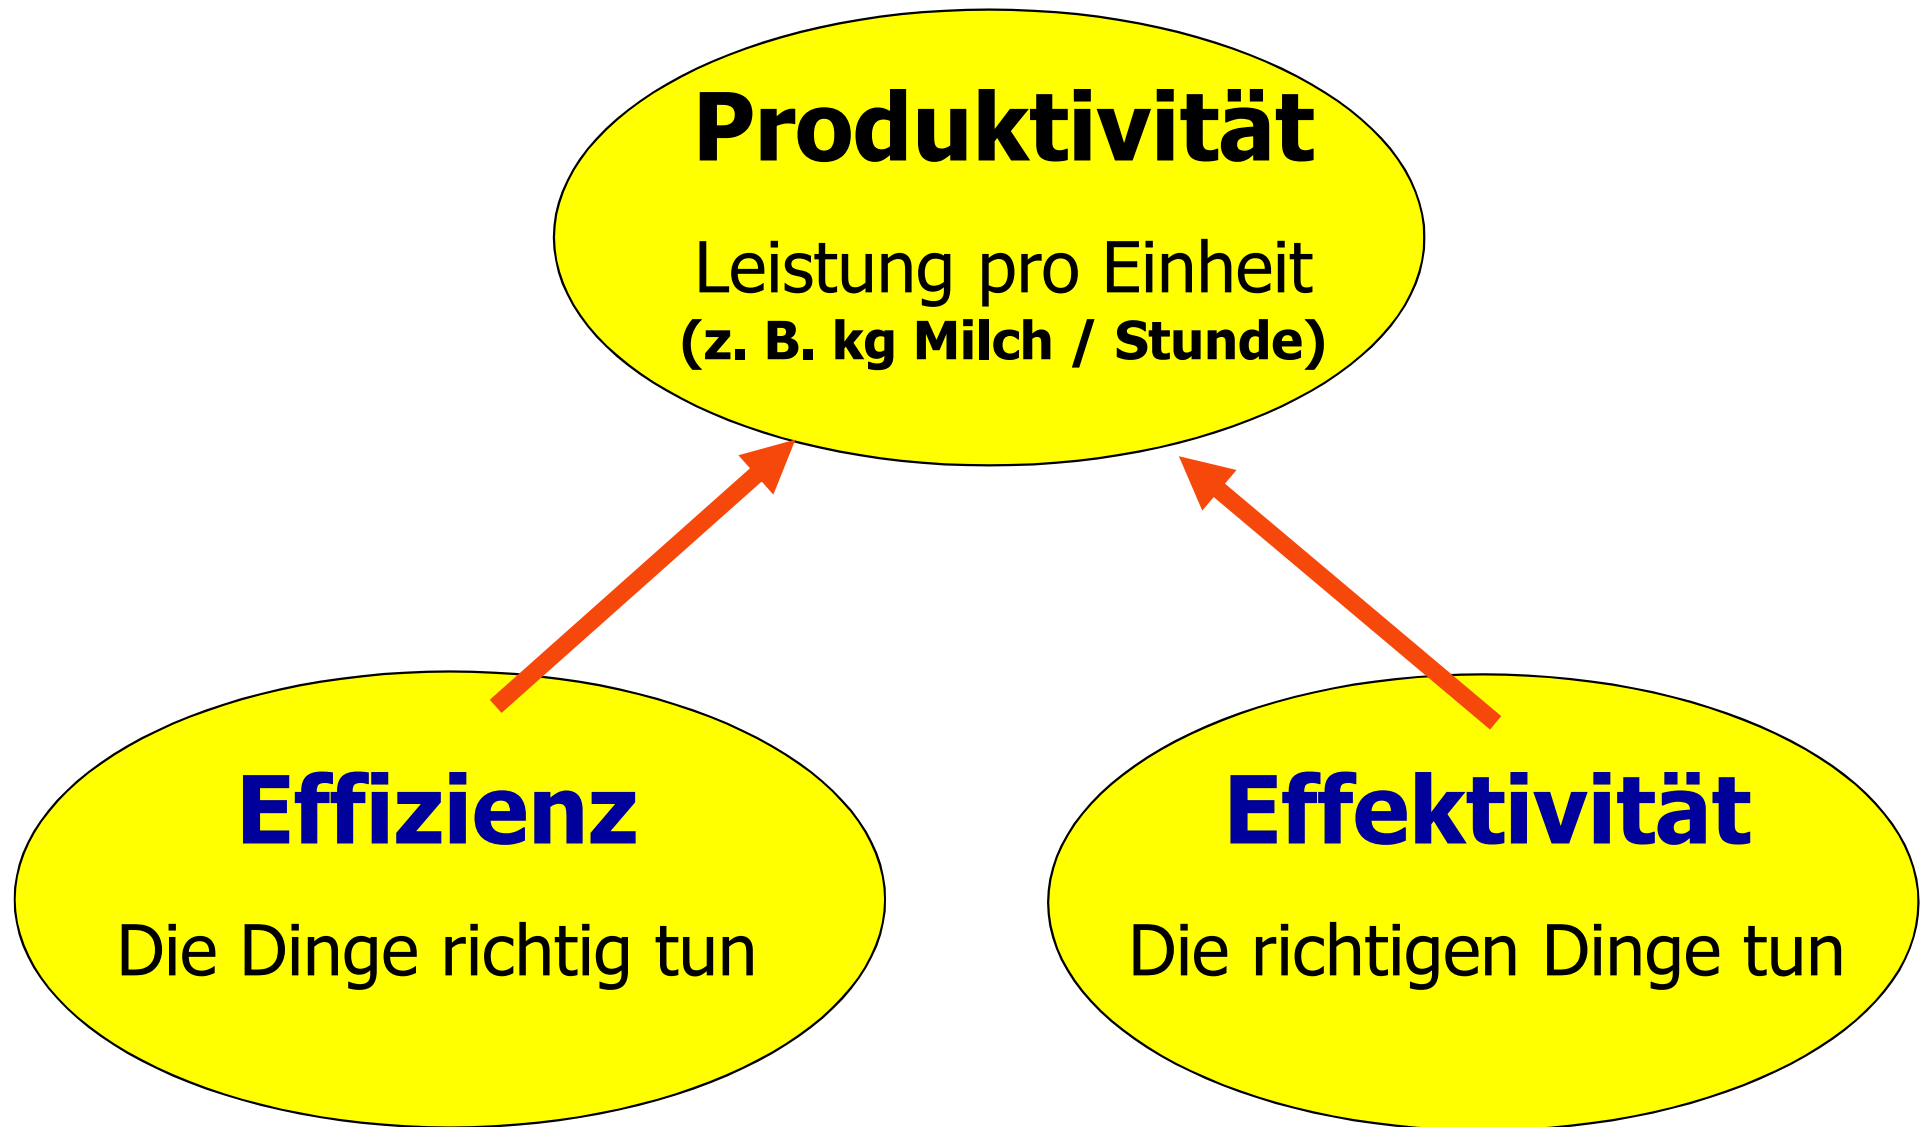 Produktivität
Leistung pro Einheit
(z. B. kg Milch / Stunde)
Effizienz
Die Dinge richtig tun
Effektivität
Die richtigen Dinge tun